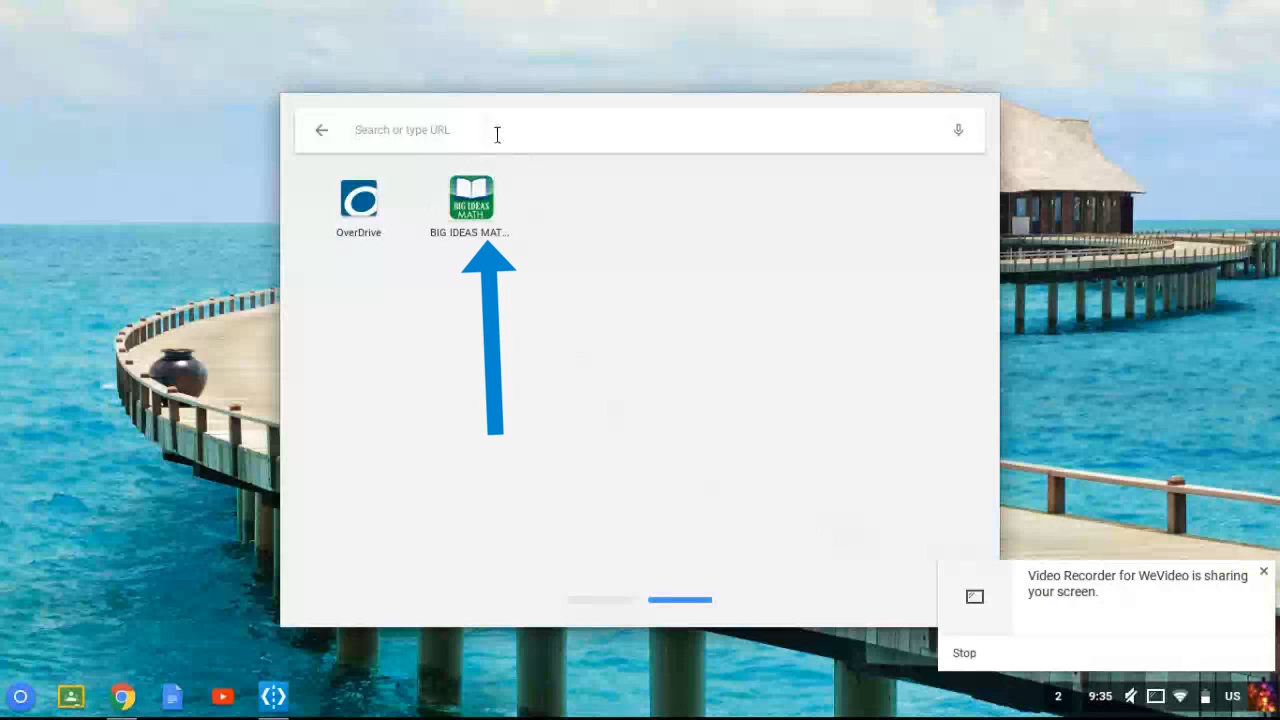 Search or type URL
BIG IDEAS
MATH
OverDrive
BIG IDEAS MAT...
Video Recorder for WeVideo is sharing
your screen.
Stop
2
9:35
US